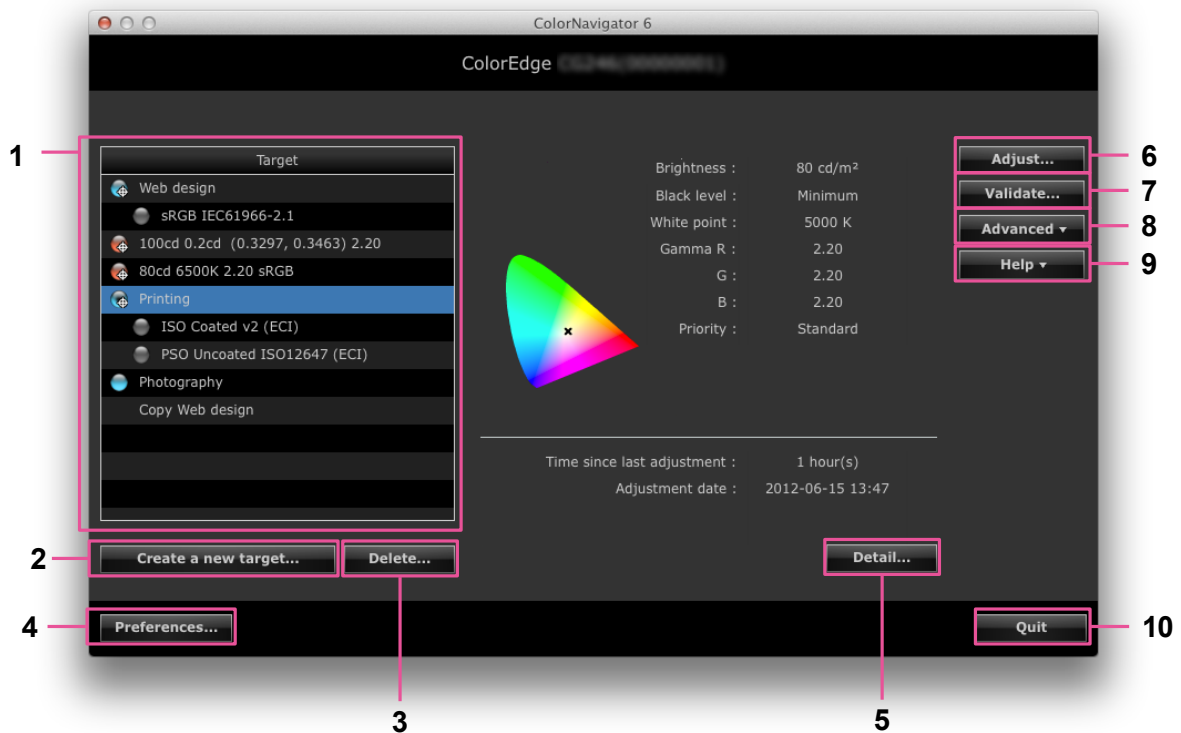 ColorNavigator 6
ColorEdge
1
Target
Web design
sRGB IEC61966-2.1
100cd 0.2cd (0.3297, 0.3463) 2.20
80cd 6500K 2.20 sRGB
Printing
ISO Coated v2 (ECI)
PSO Uncoated ISO12647 (ECI)
Photography
Copy Web design
Brightness : 80 cd/m²
Black level : Minimum
White point : 5000 K
Gamma R : 2.20
G : 2.20
B : 2.20
Priority : Standard
Time since last adjustment : 1 hour(s)
Adjustment date : 2012-06-15 13:47
Adjust... 6
Validate... 7
Advanced ▾ 8
Help ▾ 9
2 Create a new target...
Delete...
Detail...
4 Preferences...
Quit 10
3
5